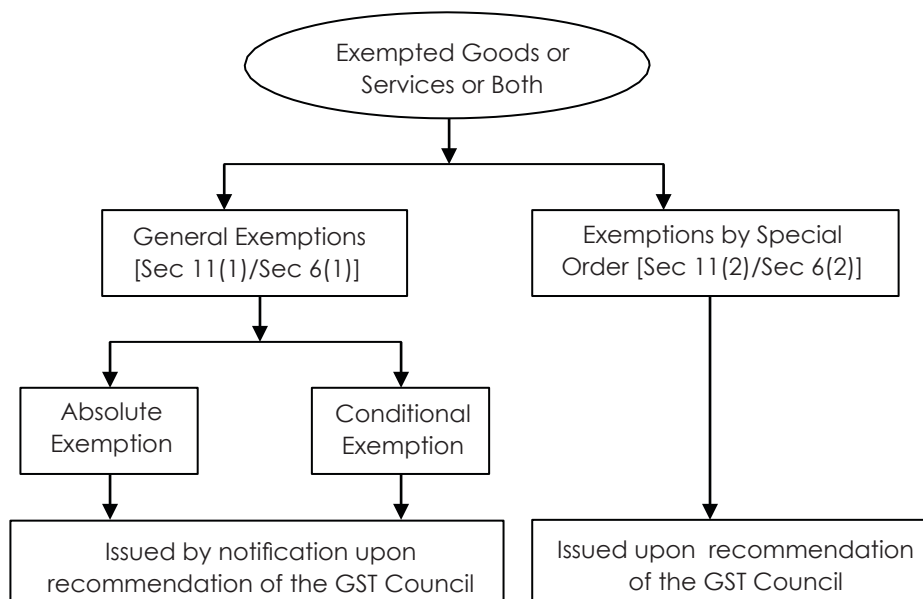 Exempted Goods or
Services or Both
General Exemptions
[Sec 11(1)/Sec 6(1)]
Exemptions by Special
Order [Sec 11(2)/Sec 6(2)]
Absolute
Exemption
Conditional
Exemption
Issued by notification upon
recommendation of the GST Council
Issued upon recommendation
of the GST Council